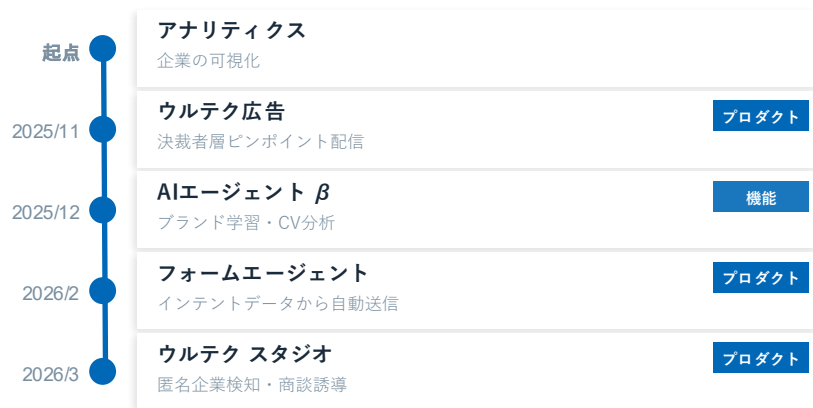 起点
アナリティクス
企業の可視化
2025/11
ウルテク広告
プロダクト
決裁者層ピンポイント配信
2025/12
AIエージェント β
機能
ブランド学習・CV分析
2026/2
フォームエージェント
プロダクト
インテントデータから自動送信
2026/3
ウルテク スタジオ
プロダクト
匿名企業検知・商談誘導